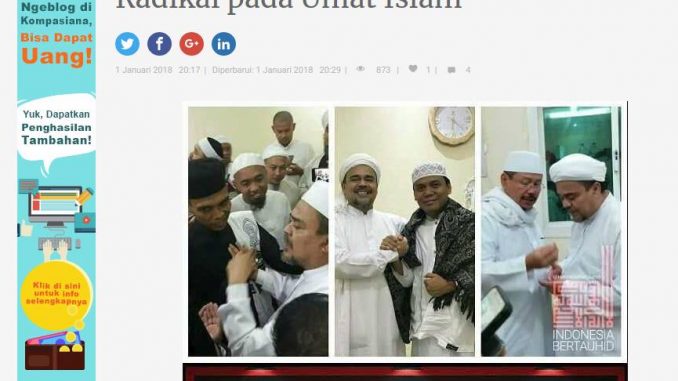 Ngeblog di
Kompasiana,
Bisa Dapat
Uang!
Yuk, Dapatkan
Penghasilan
Tambahan!
Klik di sini
untuk info
selengkapnya
Radikal pada Umat Islam
1 Januari 2018 20:17 | Diperbarui: 1 Januari 2018 20:29 | 873 | 1 | 4
INDONESIA
BERTAUHID